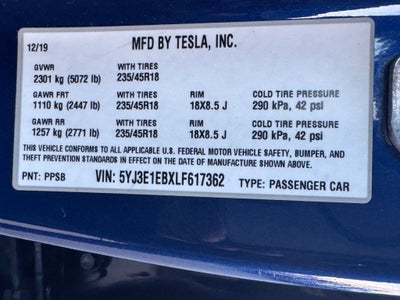 12/19 MFD BY TESLA, INC.
GVWR WITH TIRES
2301 kg (5072 lb) 235/45R18
GAWR FRT WITH TIRES RIM COLD TIRE PRESSURE
1110 kg (2447 lb) 235/45R18 18X8.5 J 290 kPa, 42 psi
GAWR RR WITH TIRES RIM COLD TIRE PRESSURE
1257 kg (2771 lb) 235/45R18 18X8.5 J 290 kPa, 42 psi
THIS VEHICLE CONFORMS TO ALL APPLICABLE U.S. FEDERAL MOTOR VEHICLE SAFETY, BUMPER, AND
THEFT PREVENTION STANDARDS IN EFFECT ON THE DATE OF MANUFACTURE SHOWN ABOVE.
PNT: PPSB VIN: 5YJ3E1EBXLF617362 TYPE: PASSENGER CAR